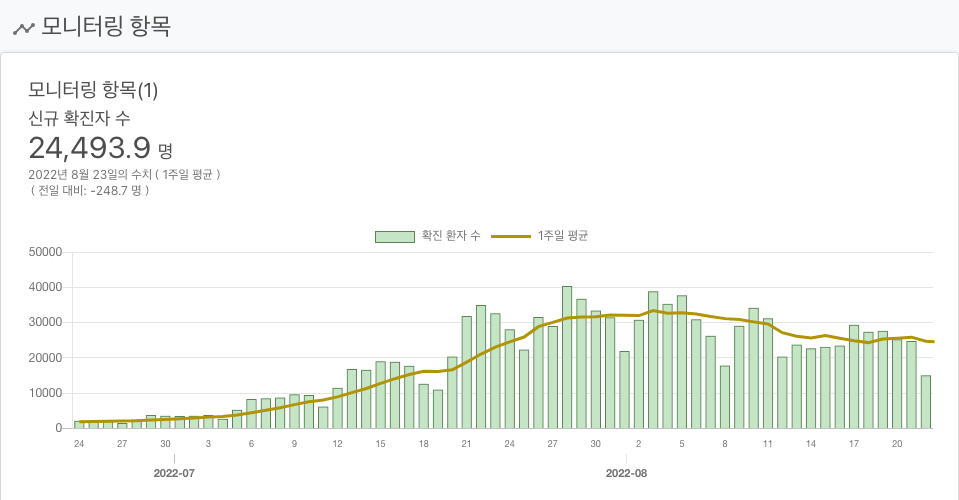 모니터링 항목
모니터링 항목(1)
신규 확진자 수
24,493.9 명
2022년 8월 23일의 수치 ( 1주일 평균 )
( 전일 대비: -248.7 명 )
확진 환자 수 1주일 평균
50000
40000
30000
20000
10000
0
24 27 30 3 6 9 12 15 18 21 24 27 30 2 5 8 11 14 17 20
2022-07 2022-08